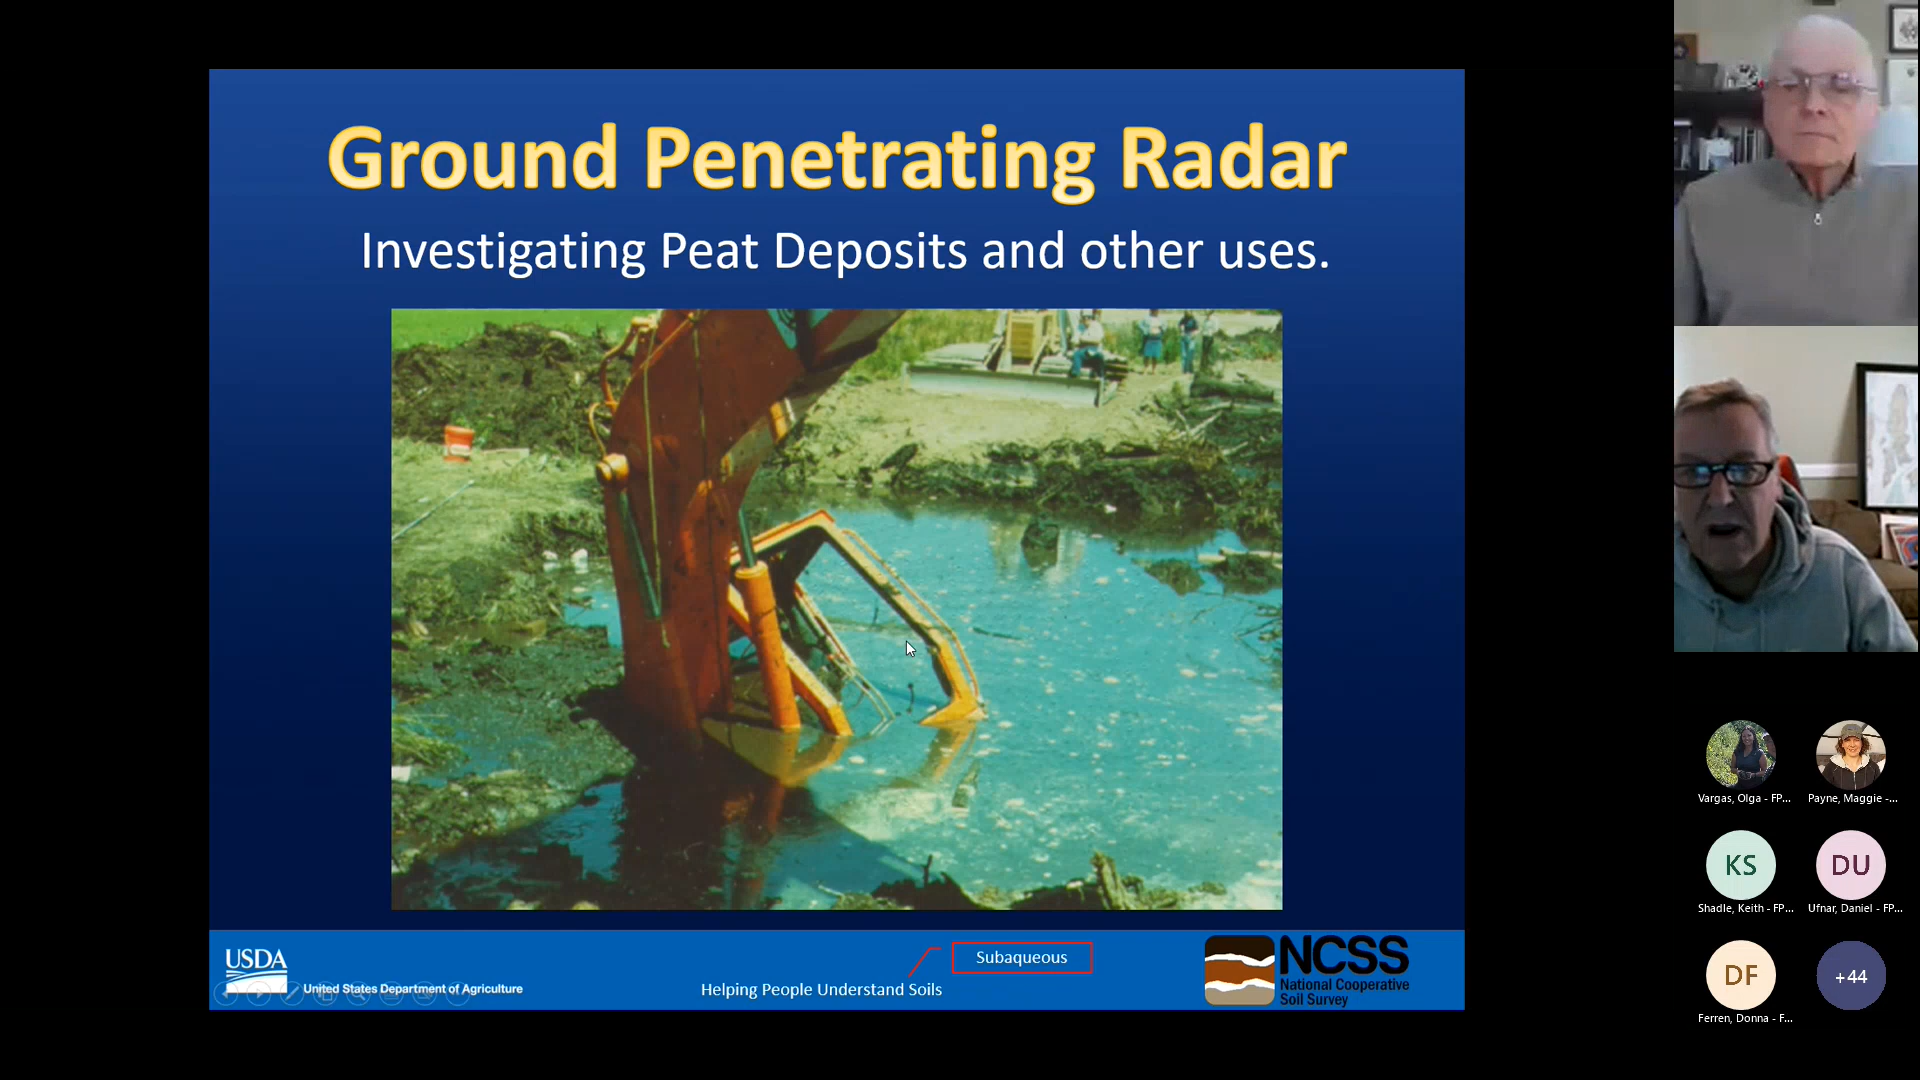 Ground Penetrating Radar
Investigating Peat Deposits and other uses.
USDA
United States Department of Agriculture
Subaqueous
Helping People Understand Soils
NCSS
National Cooperative
Soil Survey
Vargas, Olga - FP...
Payne, Maggie -...
KS
DU
Shadle, Keith - FP...
Ufnar, Daniel - FP...
DF
+44
Ferren, Donna - F...